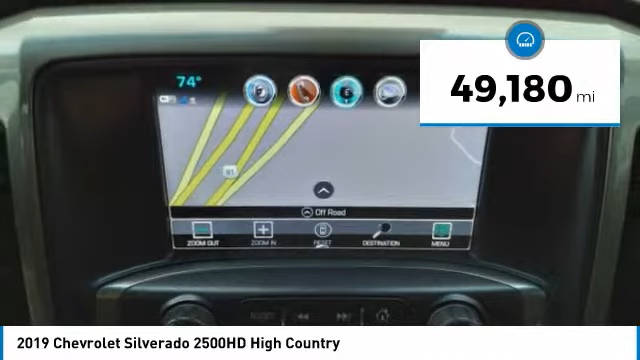 74°
49,180 mi
E
91
Off Road
ZOOM OUT ZOOM IN RESET DESTINATION MENU
2019 Chevrolet Silverado 2500HD High Country